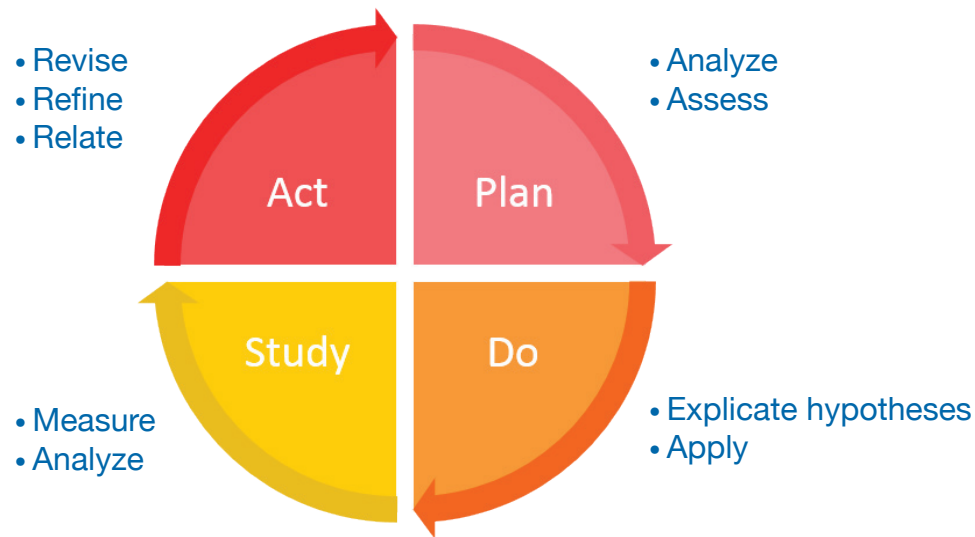 • Revise
• Refine
• Relate
Act
Plan
• Analyze
• Assess
Study
Do
• Measure
• Analyze
• Explicate hypotheses
• Apply